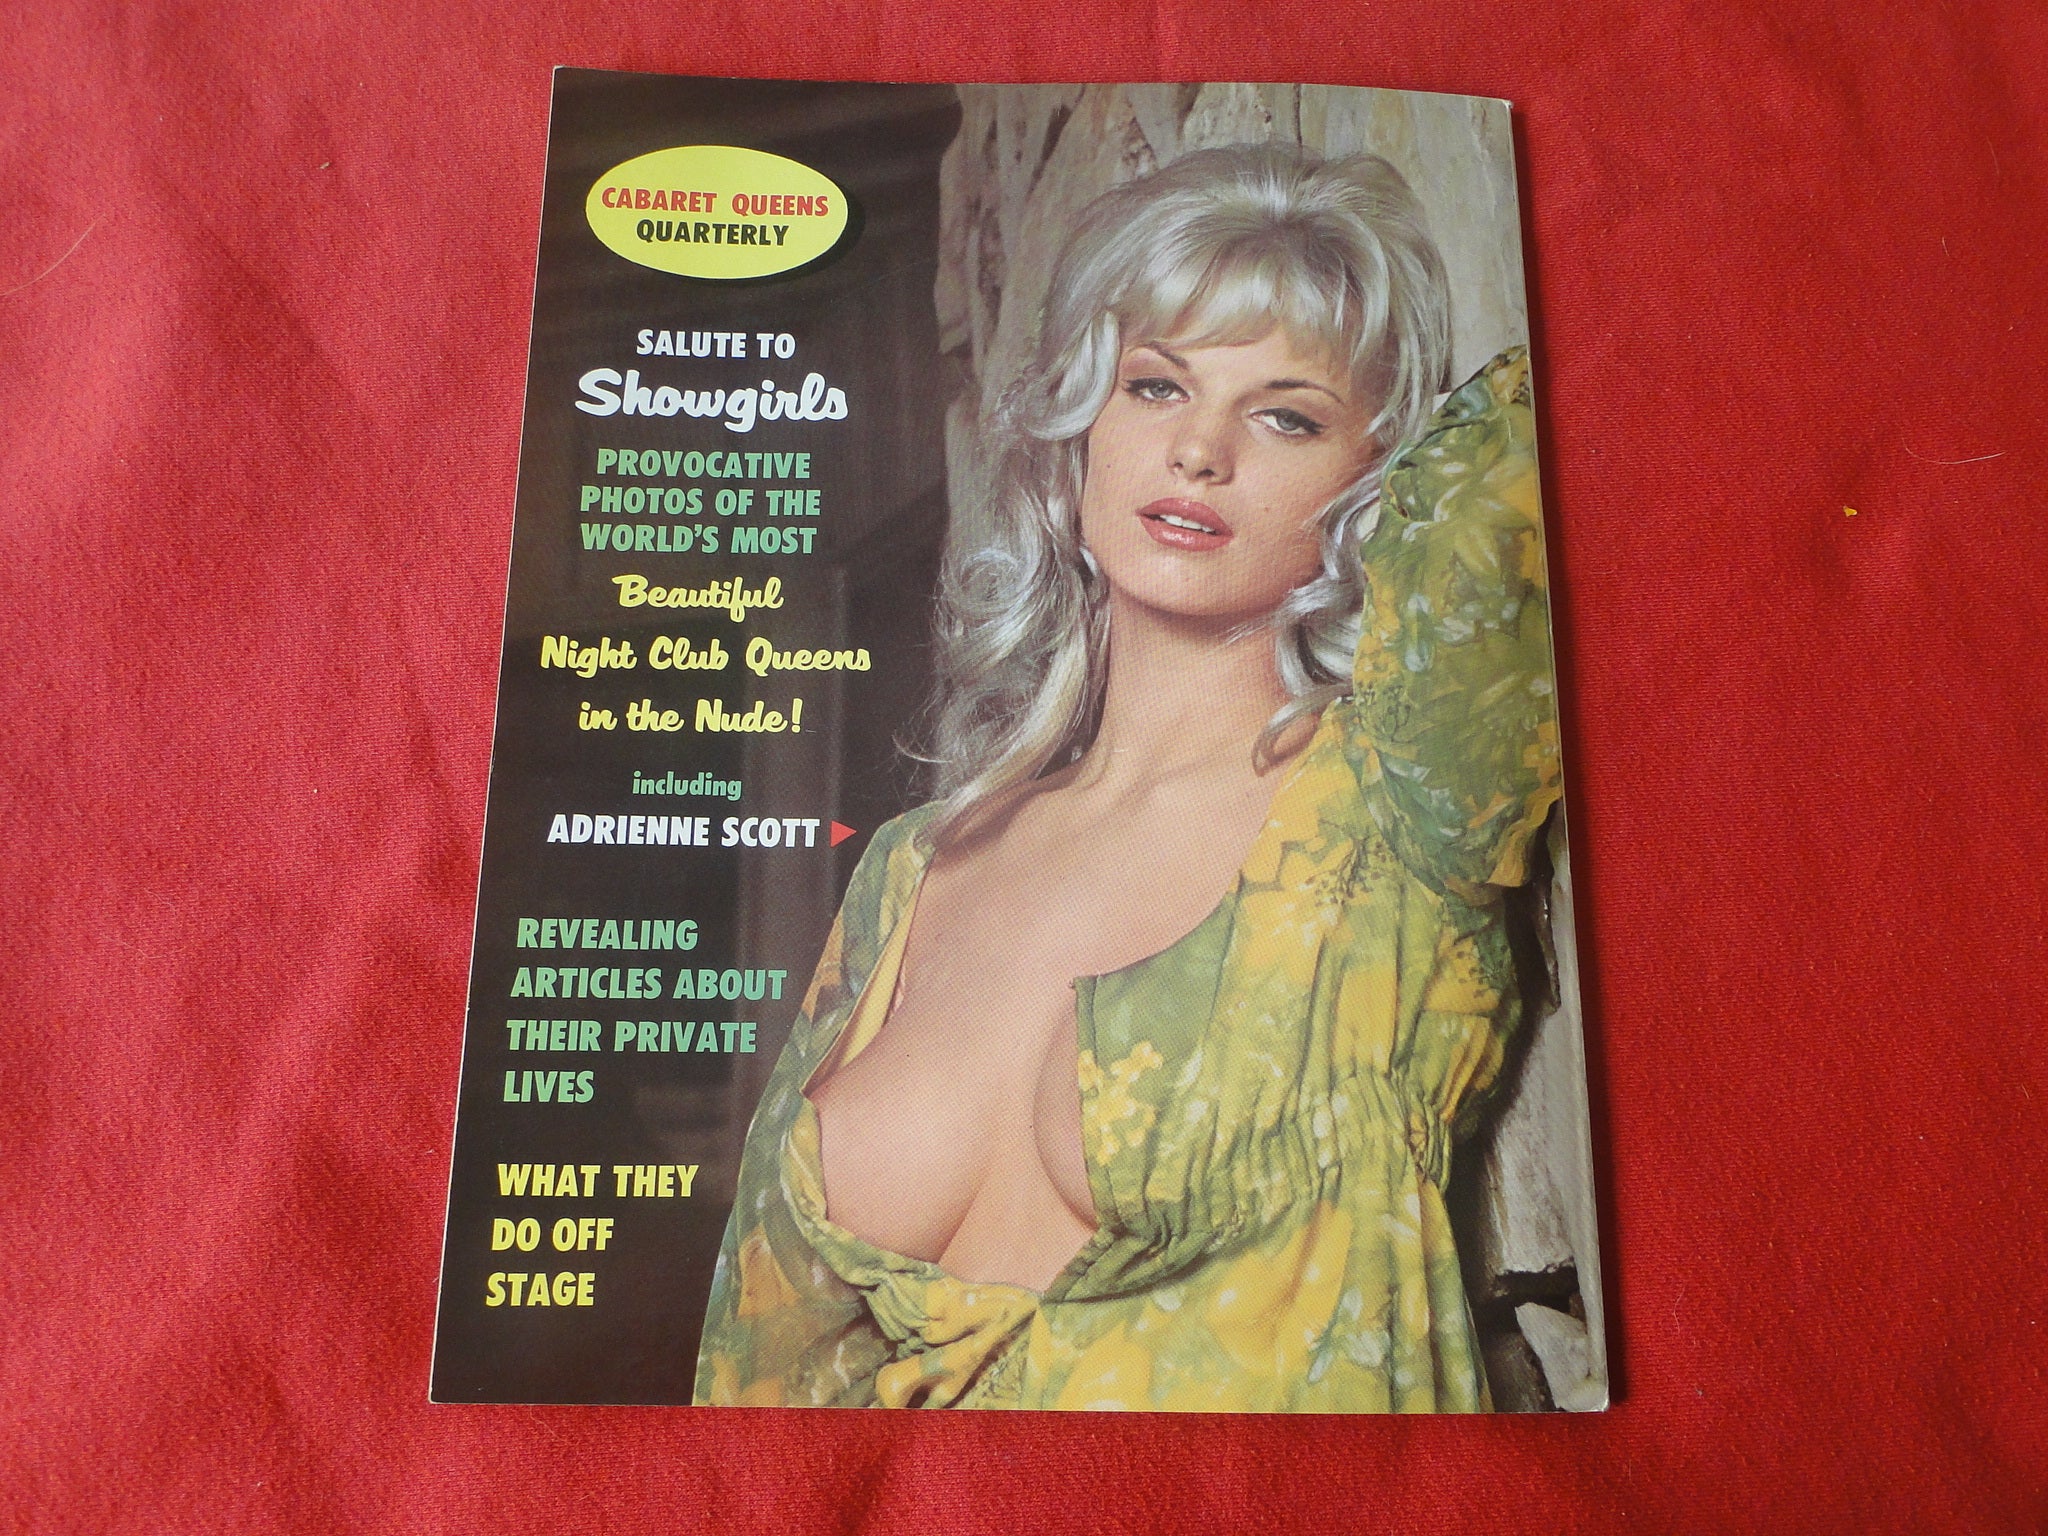 CABARET QUEENS
QUARTERLY
SALUTE TO
Showgirls
PROVOCATIVE
PHOTOS OF THE
WORLD'S MOST
Beautiful
Night Club Queens
in the Nude!
including
ADRIENNE SCOTT
REVEALING
ARTICLES ABOUT
THEIR PRIVATE
LIVES
WHAT THEY
DO OFF
STAGE